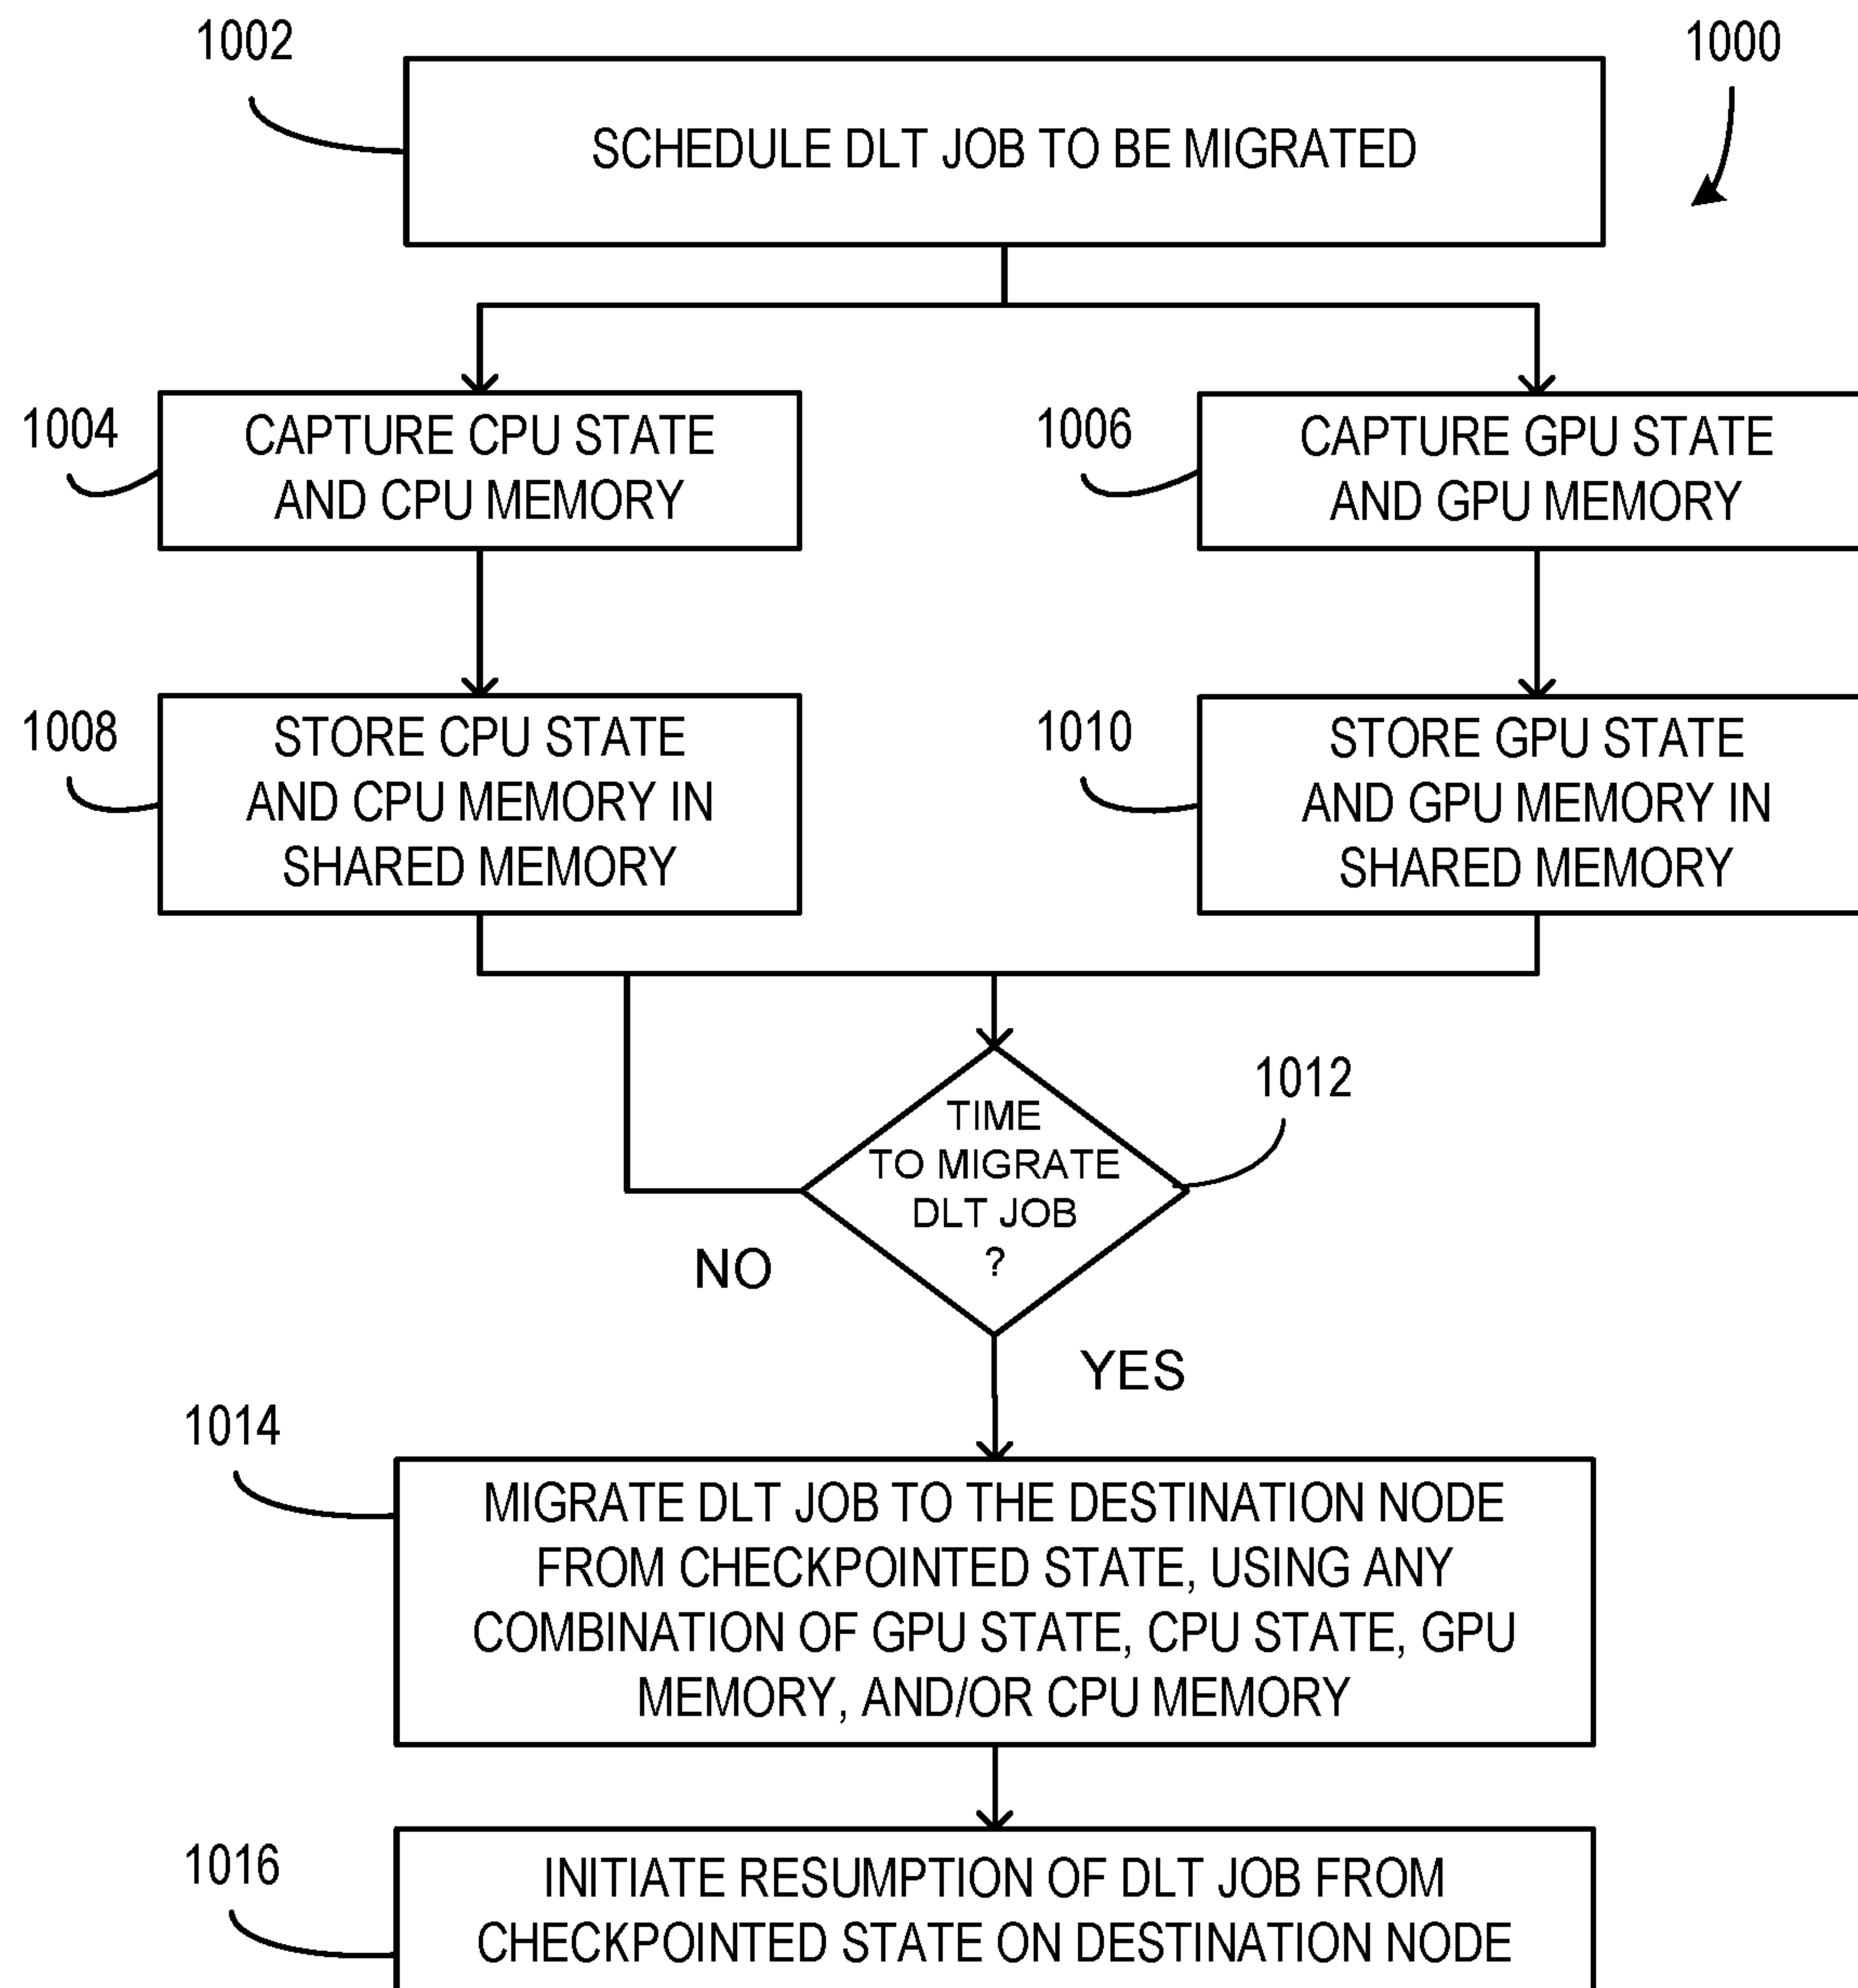 1002
1000
SCHEDULE DLT JOB TO BE MIGRATED
1004
CAPTURE CPU STATE
AND CPU MEMORY
1006
CAPTURE GPU STATE
AND GPU MEMORY
1008
STORE CPU STATE
AND CPU MEMORY IN
SHARED MEMORY
1010
STORE GPU STATE
AND GPU MEMORY IN
SHARED MEMORY
1012
TIME
TO MIGRATE
DLT JOB
?
NO
YES
1014
MIGRATE DLT JOB TO THE DESTINATION NODE
FROM CHECKPOINTED STATE, USING ANY
COMBINATION OF GPU STATE, CPU STATE, GPU
MEMORY, AND/OR CPU MEMORY
1016
INITIATE RESUMPTION OF DLT JOB FROM
CHECKPOINTED STATE ON DESTINATION NODE